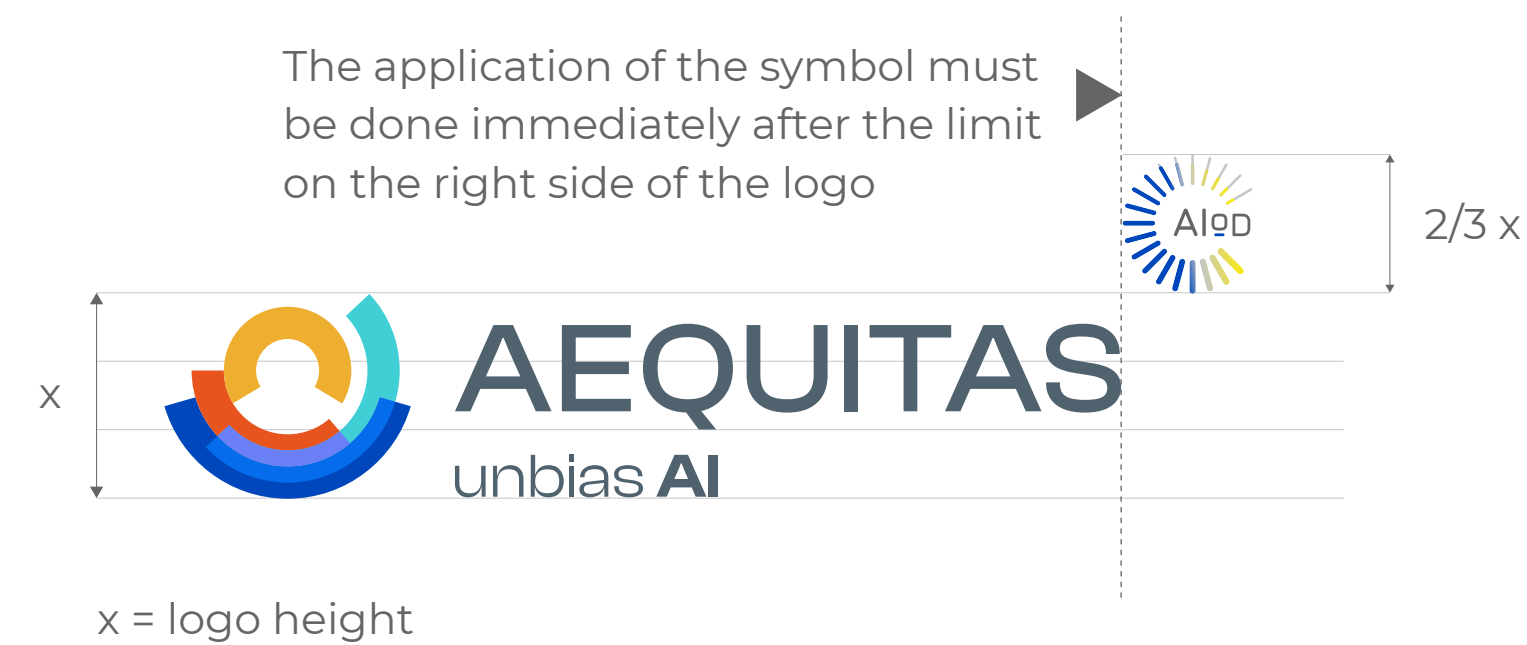 The application of the symbol must
be done immediately after the limit
on the right side of the logo
AIOD
2/3 x
x
AEQUITAS
unbias AI
x = logo height